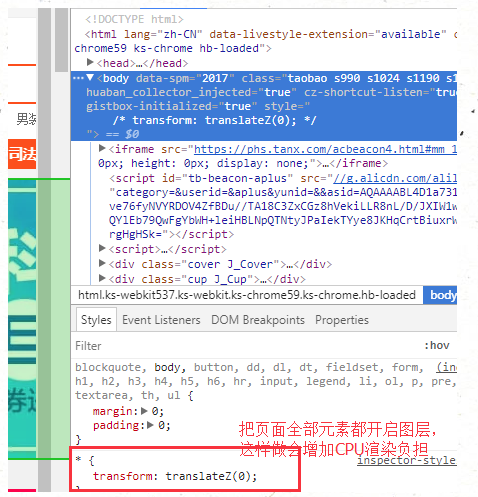 <!DOCTYPE html>
<html lang="zh-CN" data-livestyle-extension="available" c
chrome59 ks-chrome hb-loaded">
▶<head>…</head>
…▼<body data-spm="2017" class="taobao s990 s1024 s1190 s1
huaban_collector_injected="true" cz-shortcut-listen="true"
gistbox-initialized="true" style="
/* transform: translateZ(0); */
"> == $0
▶<iframe src="https://phs.tanx.com/acbeacon4.html#mm_1
0px; height: 0px; display: none;">…</iframe>
<script id="tb-beacon-aplus" src="//g.alicdn.com/alil
"category=&userid=&aplus&yunid=&&asid=AQAAAABL4D1a731
ve76fyNVYRDOV4ZfBDu//TAl8C3ZxCGz8hVekiLLR8nL/D/JXIW1w
QYlEb79QwFgYbWH+leiHBLNpQTNtyJPaIekTYye8JKHqCrtBiuxrW
rgHgHSk="></script>
▶<script>…</script>
▶<div class="cover J_Cover">…</div>
▶<div class="cup J_Cup">…</div>
男装
司法
券
html.ks-webkit537.ks-webkit.ks-chrome59.ks-chrome.hb-loaded body
Styles Event Listeners DOM Breakpoints Properties
Filter :hov
blockquote, body, button, dd, dl, dt, fieldset, form, (in
h1, h2, h3, h4, h5, h6, hr, input, legend, li, ol, p, pre,
textarea, th, ul {
margin:▶0;
padding:▶0;
}
把页面全部元素都开启图层，
这样做会增加CPU渲染负担
* { inspector-style
transform: translateZ(0);
}